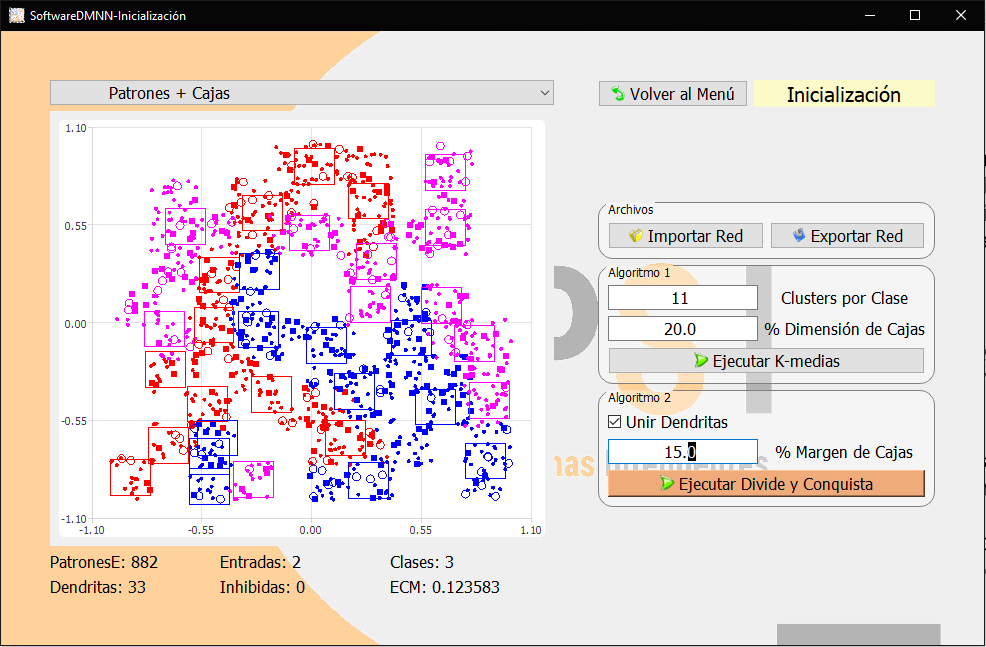 SoftwareDMNN-Inicialización
Patrones + Cajas
Volver al Menú
Inicialización
1.10
0.55
0.00
-0.55
-1.10
-1.10
-0.55
0.00
0.55
1.10
Archivos
Importar Red
Exportar Red
Algoritmo 1
11
Clusters por Clase
20.0
% Dimensión de Cajas
Ejecutar K-medias
Algoritmo 2
Unir Dendritas
15.0
% Margen de Cajas
Ejecutar Divide y Conquista
PatronesE: 882
Entradas: 2
Clases: 3
Dendritas: 33
Inhibidas: 0
ECM: 0.123583